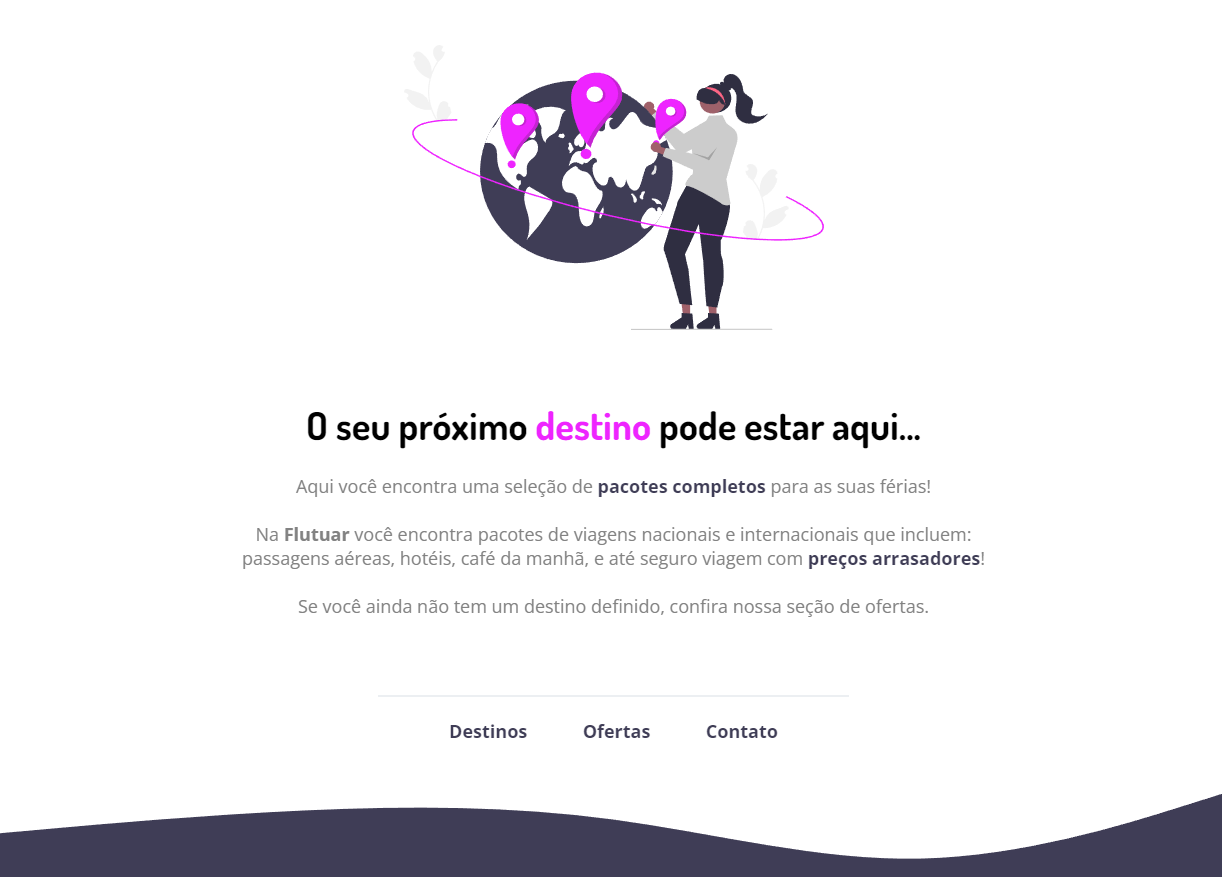 O seu próximo destino pode estar aqui...
Aqui você encontra uma seleção de pacotes completos para as suas férias!
Na Flutuar você encontra pacotes de viagens nacionais e internacionais que incluem:
passagens aéreas, hotéis, café da manhã, e até seguro viagem com preços arrasadores!
Se você ainda não tem um destino definido, confira nossa seção de ofertas.
Destinos Ofertas Contato